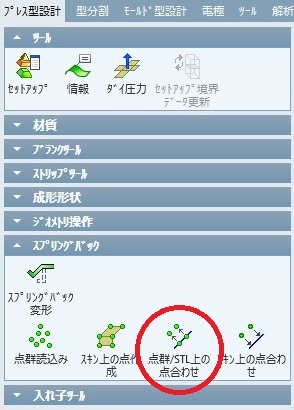 ﾌﾟﾚｽ型設計 型分割 ﾓｰﾙﾄﾞ型設計 電極 ﾂｰﾙ 解析
ﾂｰﾙ
ｾｯﾄｱｯﾌﾟ 情報 ﾀﾞｲ圧力 ｾｯﾄｱｯﾌﾟ境界
ﾃﾞｰﾀ更新
材質
ﾌﾞﾗﾝｸﾂｰﾙ
ｽﾄﾘｯﾌﾟﾂｰﾙ
成形形状
ｼﾞｵﾒﾄﾘ操作
ｽﾌﾟﾘﾝｸﾞﾊﾞｯｸ
ｽﾌﾟﾘﾝｸﾞﾊﾞｯｸ
変形
点群読込み ｽｷﾝ上の点作
成 点群/STL上の
点合わせ ｷﾝ上の点合わ
せ
入れ子ﾂｰﾙ